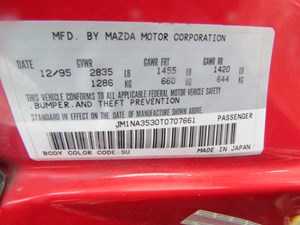 MFD. BY MAZDA MOTOR CORPORATION
GVWR GAWR FRT GAWR RR
12/95 2835 LB 1455 LB 1420 LB
1286 KG 660 KG 644 KG
THIS VEHICLE CONFORMS TO ALL APPLICABLE FEDERAL MOTOR VEHICLE SAFETY,
BUMPER, AND THEFT PREVENTION
STANDARD IN EFFECT ON THE DATE OF MANUFACTURE SHOWN ABOVE.
JM1NA3530T0707661 PASSENGER
BODY COLOR CODE:SU MADE IN JAPAN